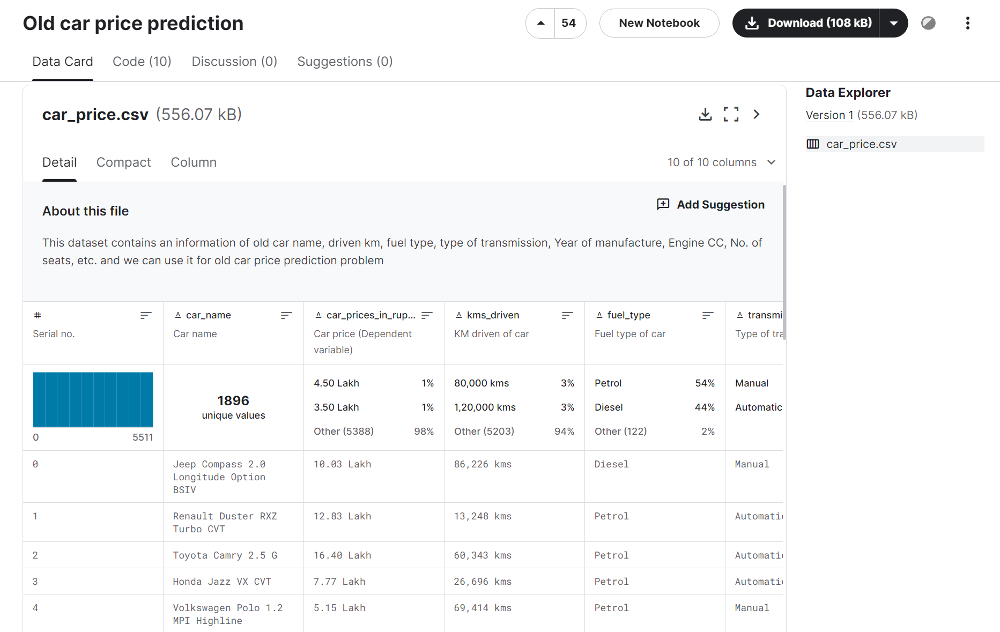 Old car price prediction
54
New Notebook
Download (108 kB)
Data Card
Code (10)
Discussion (0)
Suggestions (0)
car_price.csv (556.07 kB)
Data Explorer
Version 1 (556.07 kB)
car_price.csv
Detail
Compact
Column
10 of 10 columns
About this file
Add Suggestion
This dataset contains an information of old car name, driven km, fuel type, type of transmission, Year of manufacture, Engine CC, No. of
seats, etc. and we can use it for old car price prediction problem
#
Serial no.
A car_name
Car name
A car_prices_in_rup...
Car price (Dependent
variable)
A kms_driven
KM driven of car
A fuel_type
Fuel type of car
A transmi
Type of tra
0 5511
1896
unique values
4.50 Lakh 1%
3.50 Lakh 1%
Other (5388) 98%
80,000 kms 3%
1,20,000 kms 3%
Other (5203) 94%
Petrol 54%
Diesel 44%
Other (122) 2%
Manual
Automatic
0
Jeep Compass 2.0
Longitude Option
BSIV
10.03 Lakh
86,226 kms
Diesel
Manual
1
Renault Duster RXZ
Turbo CVT
12.83 Lakh
13,248 kms
Petrol
Automatic
2
Toyota Camry 2.5 G
16.40 Lakh
60,343 kms
Petrol
Automatic
3
Honda Jazz VX CVT
7.77 Lakh
26,696 kms
Petrol
Automatic
4
Volkswagen Polo 1.2
MPI Highline
5.15 Lakh
69,414 kms
Petrol
Manual